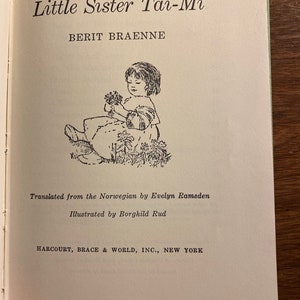 Little Sister Tai-Mi
BERIT BRAENNE
Translated from the Norwegian by Evelyn Ramsden
Illustrated by Borghild Rud
HARCOURT, BRACE & WORLD, INC., NEW YORK